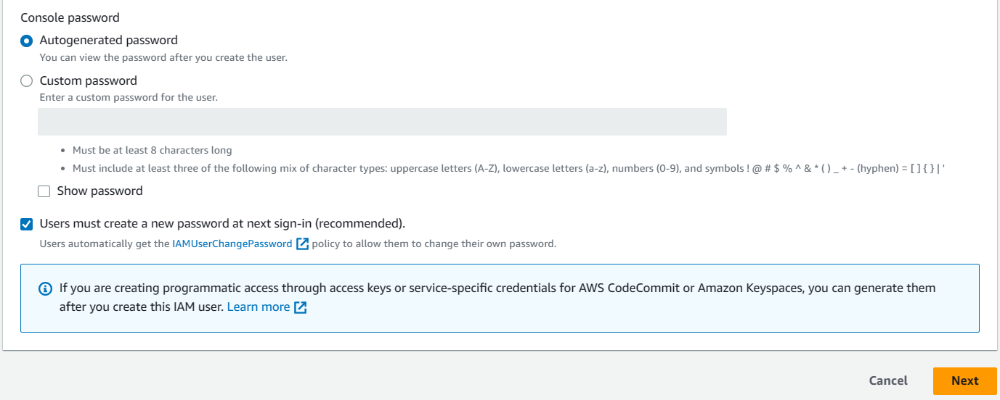 Console password
Autogenerated password
You can view the password after you create the user.
Custom password
Enter a custom password for the user.
• Must be at least 8 characters long
• Must include at least three of the following mix of character types: uppercase letters (A-Z), lowercase letters (a-z), numbers (0-9), and symbols ! @ # $ % ^ & * ( ) _ + - (hyphen) = [ ] { } | '
Show password
Users must create a new password at next sign-in (recommended).
Users automatically get the IAMUserChangePassword policy to allow them to change their own password.
If you are creating programmatic access through access keys or service-specific credentials for AWS CodeCommit or Amazon Keyspaces, you can generate them
after you create this IAM user. Learn more
Cancel Next